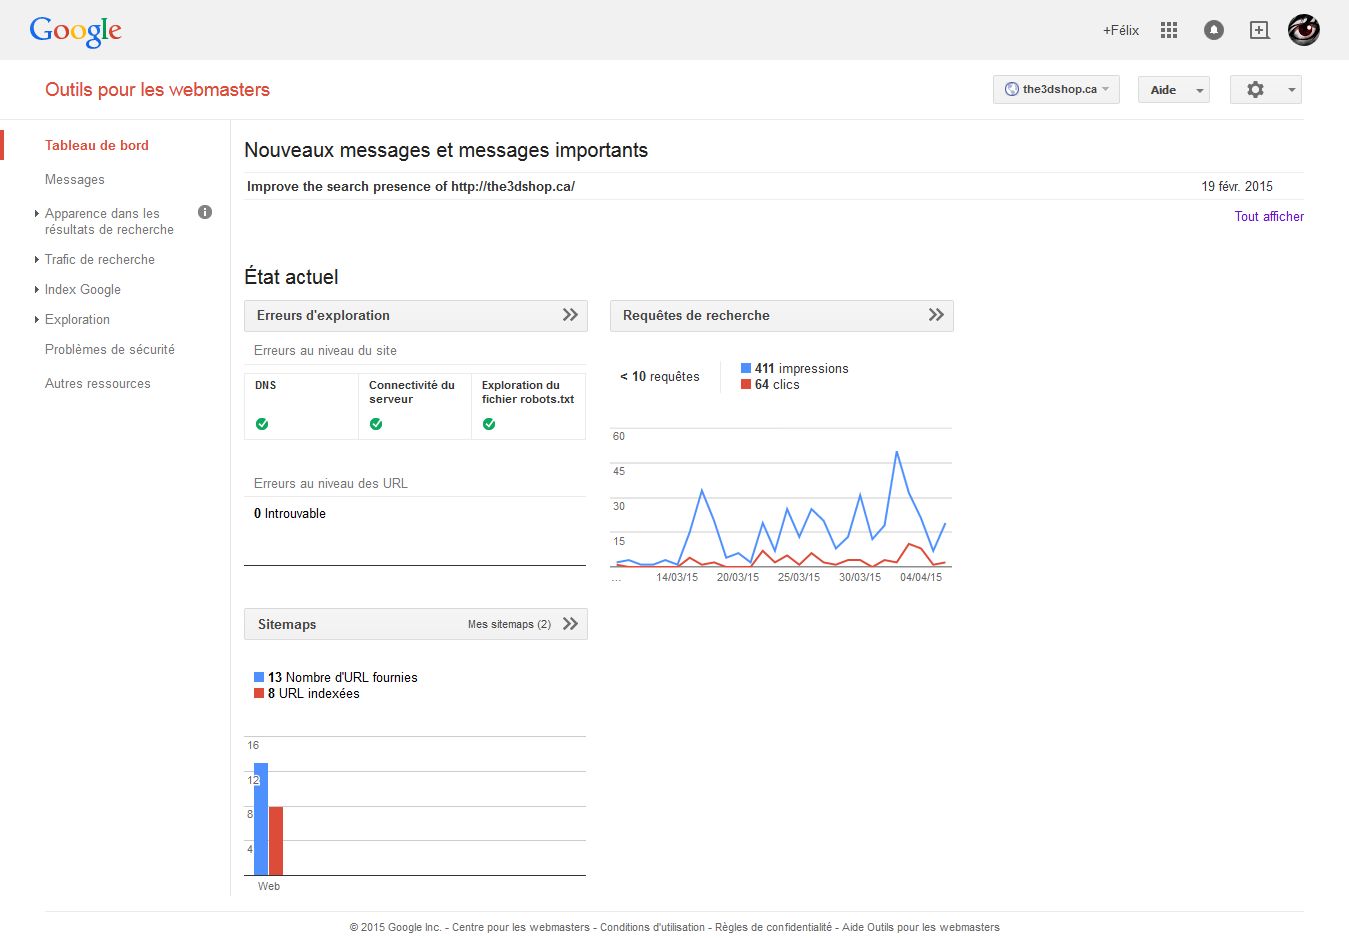 Google
+Félix
Outils pour les webmasters
the3dshop.ca
Aide
Tableau de bord
Messages
Apparence dans les
résultats de recherche
Trafic de recherche
Index Google
Exploration
Problèmes de sécurité
Autres ressources
Nouveaux messages et messages importants
Improve the search presence of http://the3dshop.ca/ 19 févr. 2015
Tout afficher
État actuel
Erreurs d'exploration
Erreurs au niveau du site
DNS
Connectivité du
serveur
Exploration du
fichier robots.txt
Erreurs au niveau des URL
0 Introuvable
Requêtes de recherche
< 10 requêtes
411 impressions
64 clics
60
45
30
15
... 14/03/15 20/03/15 25/03/15 30/03/15 04/04/15
Sitemaps Mes sitemaps (2)
13 Nombre d'URL fournies
8 URL indexées
16
12
8
4
Web
© 2015 Google Inc. - Centre pour les webmasters - Conditions d'utilisation - Règles de confidentialité - Aide Outils pour les webmasters